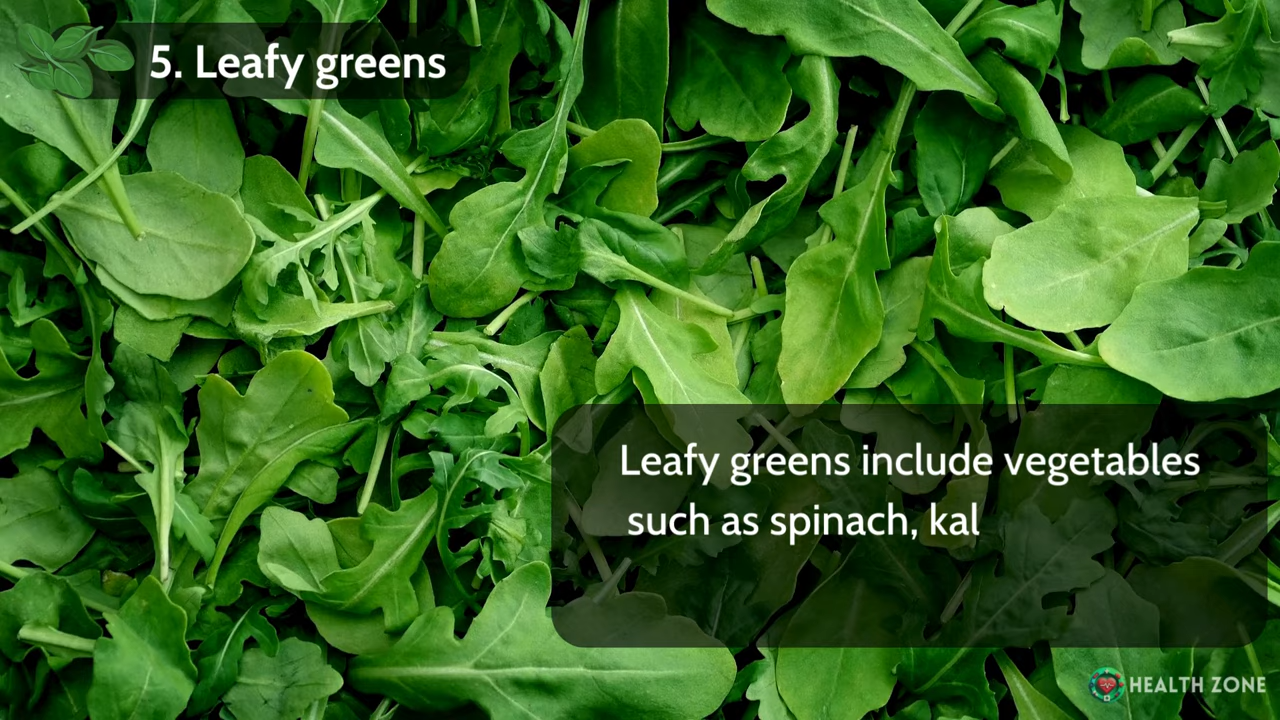 5. Leafy greens
Leafy greens include vegetables
such as spinach, kal
HEALTH ZONE